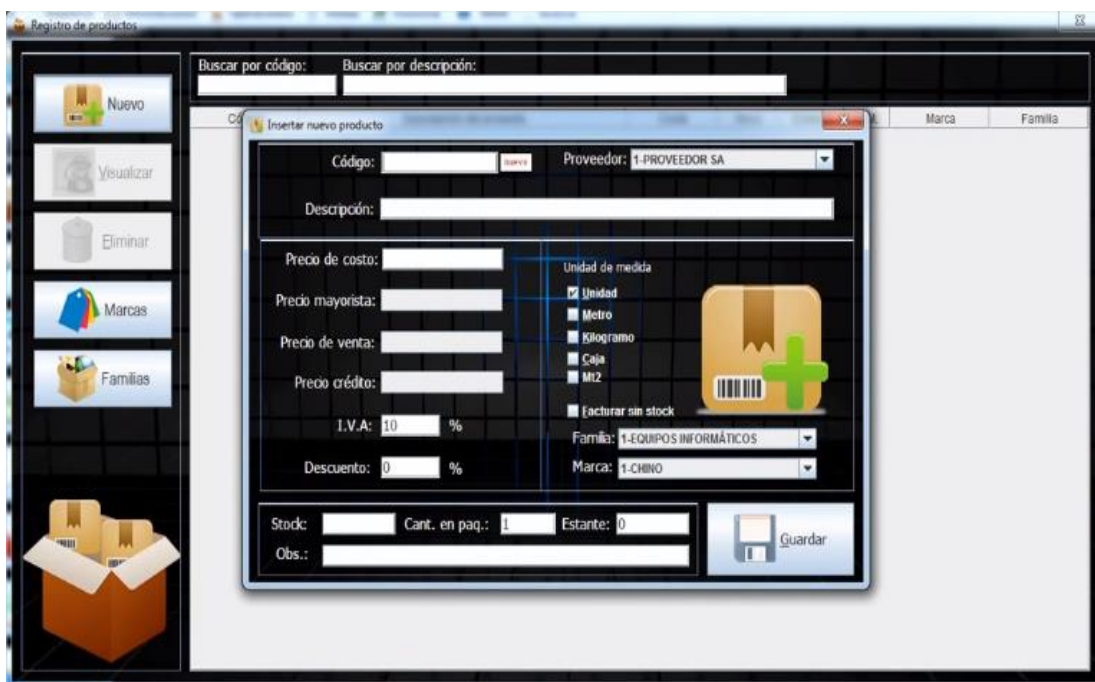 Registro de productos
Buscar por código: Buscar por descripción:
Nuevo
Visualizar
Eliminar
Marcas
Familias
Marca Familia
Insertar nuevo producto
Código: Proveedor: 1-PROVEEDOR SA
Descripción:
Precio de costo:
Precio mayorista:
Precio de venta:
Precio crédito:
I.V.A: 10 %
Descuento: 0 %
Unidad de medida
Unidad
Metro
Kilogramo
Caja
Mt2
Facturar sin stock
Familia: 1-EQUIPOS INFORMÁTICOS
Marca: 1-CHINO
Stock: Cant. en paq.: 1 Estante: 0
Obs.:
Guardar